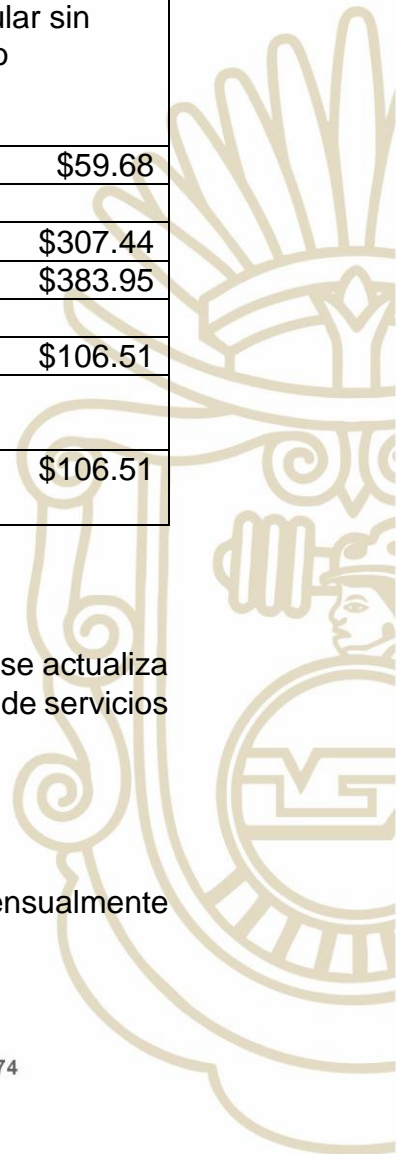 ular sin
o
$59.68
$307.44
$383.95
$106.51
$106.51
se actualiza
de servicios
ensualmente
74